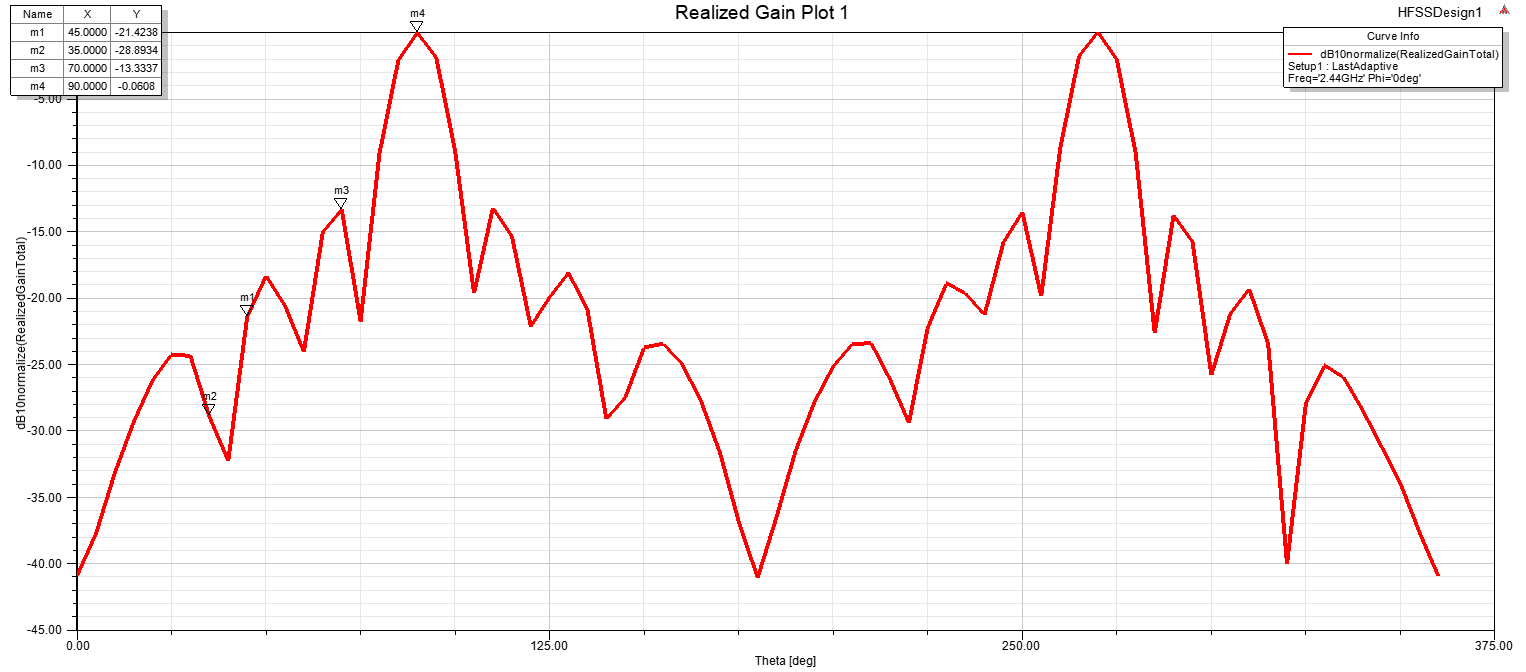 Realized Gain Plot 1
HFSSDesign1
Name X Y
m1 45.0000 -21.4238
m2 35.0000 -28.8934
m3 70.0000 -13.3337
m4 90.0000 -0.0608
Curve Info
dB10normalize(RealizedGainTotal)
Setup1 : LastAdaptive
Freq='2.44GHz' Phi='0deg'
m4
m3
m1
m2
dB10normalize(RealizedGainTotal)
-5.00
-10.00
-15.00
-20.00
-25.00
-30.00
-35.00
-40.00
-45.00
0.00 125.00 250.00 375.00
Theta [deg]